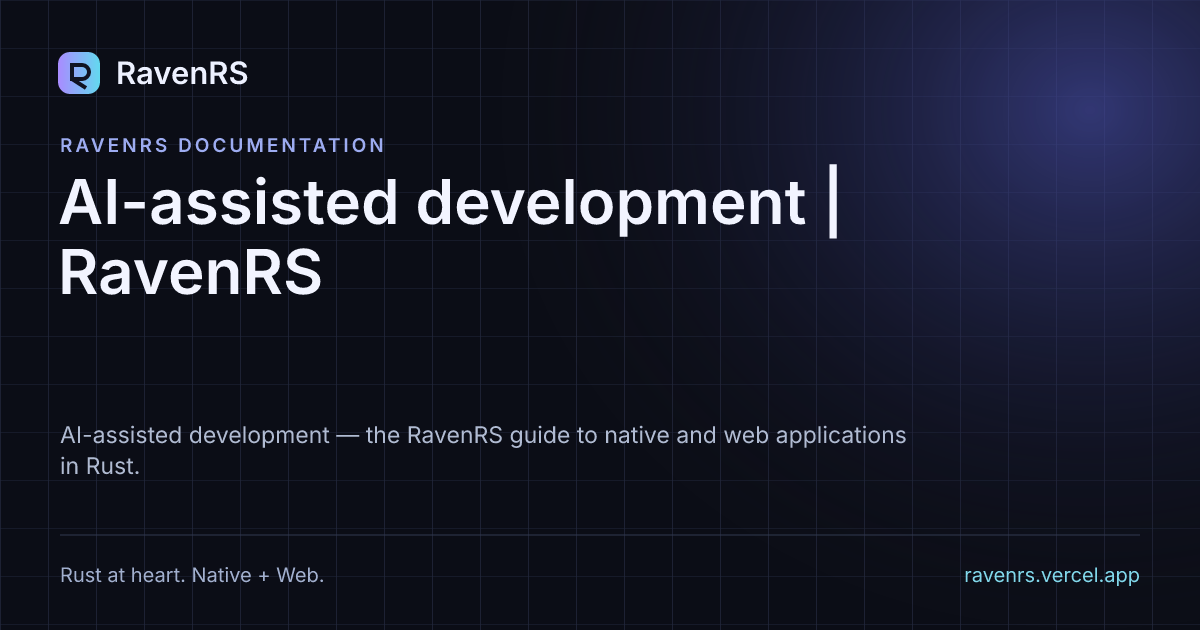 RavenRS
RAVENRS DOCUMENTATION
AI-assisted development |
RavenRS
AI-assisted development — the RavenRS guide to native and web applications
in Rust.
Rust at heart. Native + Web.
ravenrs.vercel.app